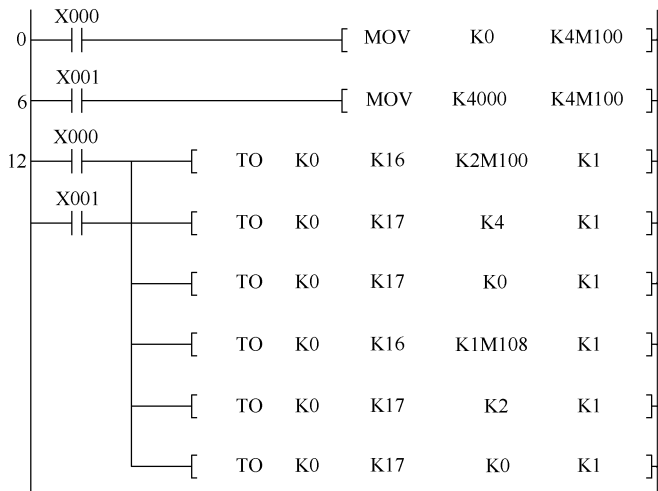 X000
0 MOV K0 K4M100
X001
6 MOV K4000 K4M100
X000
12 TO K0 K16 K2M100 K1
X001
TO K0 K17 K4 K1
TO K0 K17 K0 K1
TO K0 K16 K1M108 K1
TO K0 K17 K2 K1
TO K0 K17 K0 K1